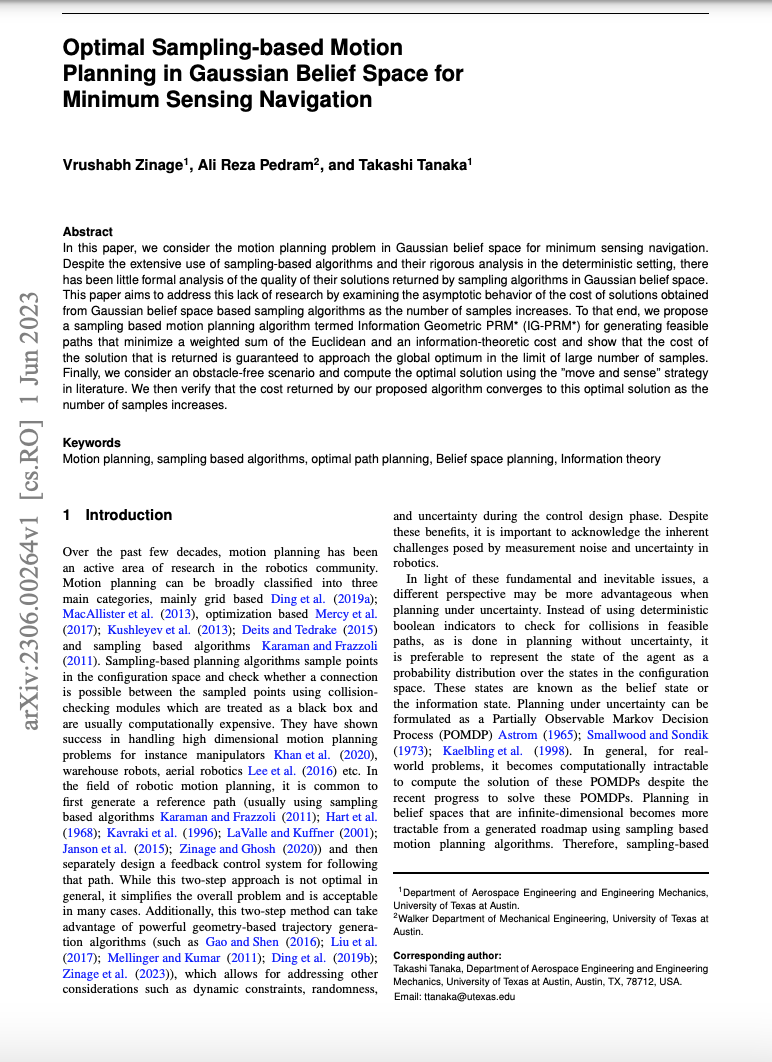 Optimal Sampling-based Motion
Planning in Gaussian Belief Space for
Minimum Sensing Navigation
Vrushabh Zinage1, Ali Reza Pedram2, and Takashi Tanaka1
Abstract
In this paper, we consider the motion planning problem in Gaussian belief space for minimum sensing navigation.
Despite the extensive use of sampling-based algorithms and their rigorous analysis in the deterministic setting, there
has been little formal analysis of the quality of their solutions returned by sampling algorithms in Gaussian belief space.
This paper aims to address this lack of research by examining the asymptotic behavior of the cost of solutions obtained
from Gaussian belief space based sampling algorithms as the number of samples increases. To that end, we propose
a sampling based motion planning algorithm termed Information Geometric PRM* (IG-PRM*) for generating feasible
paths that minimize a weighted sum of the Euclidean and an information-theoretic cost and show that the cost of
the solution that is returned is guaranteed to approach the global optimum in the limit of large number of samples.
Finally, we consider an obstacle-free scenario and compute the optimal solution using the "move and sense" strategy
in literature. We then verify that the cost returned by our proposed algorithm converges to this optimal solution as the
number of samples increases.
Keywords
Motion planning, sampling based algorithms, optimal path planning, Belief space planning, Information theory
1 Introduction
Over the past few decades, motion planning has been
an active area of research in the robotics community.
Motion planning can be broadly classified into three
main categories, mainly grid based Ding et al. (2019a);
MacAllister et al. (2013), optimization based Mercy et al.
(2017); Kushleyev et al. (2013); Deits and Tedrake (2015)
and sampling based algorithms Karaman and Frazzoli
(2011). Sampling-based planning algorithms sample points
in the configuration space and check whether a connection
is possible between the sampled points using collision-
checking modules which are treated as a black box and
are usually computationally expensive. They have shown
success in handling high dimensional motion planning
problems for instance manipulators Khan et al. (2020),
warehouse robots, aerial robotics Lee et al. (2016) etc. In
the field of robotic motion planning, it is common to
first generate a reference path (usually using sampling
based algorithms Karaman and Frazzoli (2011); Hart et al.
(1968); Kavraki et al. (1996); LaValle and Kuffner (2001);
Janson et al. (2015); Zinage and Ghosh (2020)) and then
separately design a feedback control system for following
that path. While this two-step approach is not optimal in
general, it simplifies the overall problem and is acceptable
in many cases. Additionally, this two-step method can take
advantage of powerful geometry-based trajectory genera-
tion algorithms (such as Gao and Shen (2016); Liu et al.
(2017); Mellinger and Kumar (2011); Ding et al. (2019b);
Zinage et al. (2023)), which allows for addressing other
considerations such as dynamic constraints, randomness,
and uncertainty during the control design phase. Despite
these benefits, it is important to acknowledge the inherent
challenges posed by measurement noise and uncertainty in
robotics.
In light of these fundamental and inevitable issues, a
different perspective may be more advantageous when
planning under uncertainty. Instead of using deterministic
boolean indicators to check for collisions in feasible
paths, as is done in planning without uncertainty, it
is preferable to represent the state of the agent as a
probability distribution over the states in the configuration
space. These states are known as the belief state or
the information state. Planning under uncertainty can be
formulated as a Partially Observable Markov Decision
Process (POMDP) Astrom (1965); Smallwood and Sondik
(1973); Kaelbling et al. (1998). In general, for real-
world problems, it becomes computationally intractable
to compute the solution of these POMDPs despite the
recent progress to solve these POMDPs. Planning in
belief spaces that are infinite-dimensional becomes more
tractable from a generated roadmap using sampling based
motion planning algorithms. Therefore, sampling-based
1Department of Aerospace Engineering and Engineering Mechanics,
University of Texas at Austin.
2Walker Department of Mechanical Engineering, University of Texas at
Austin.
Corresponding author:
Takashi Tanaka, Department of Aerospace Engineering and Engineering
Mechanics, University of Texas at Austin, Austin, TX, 78712, USA.
Email: ttanaka@utexas.edu
arXiv:2306.00264v1 [cs.RO] 1 Jun 2023